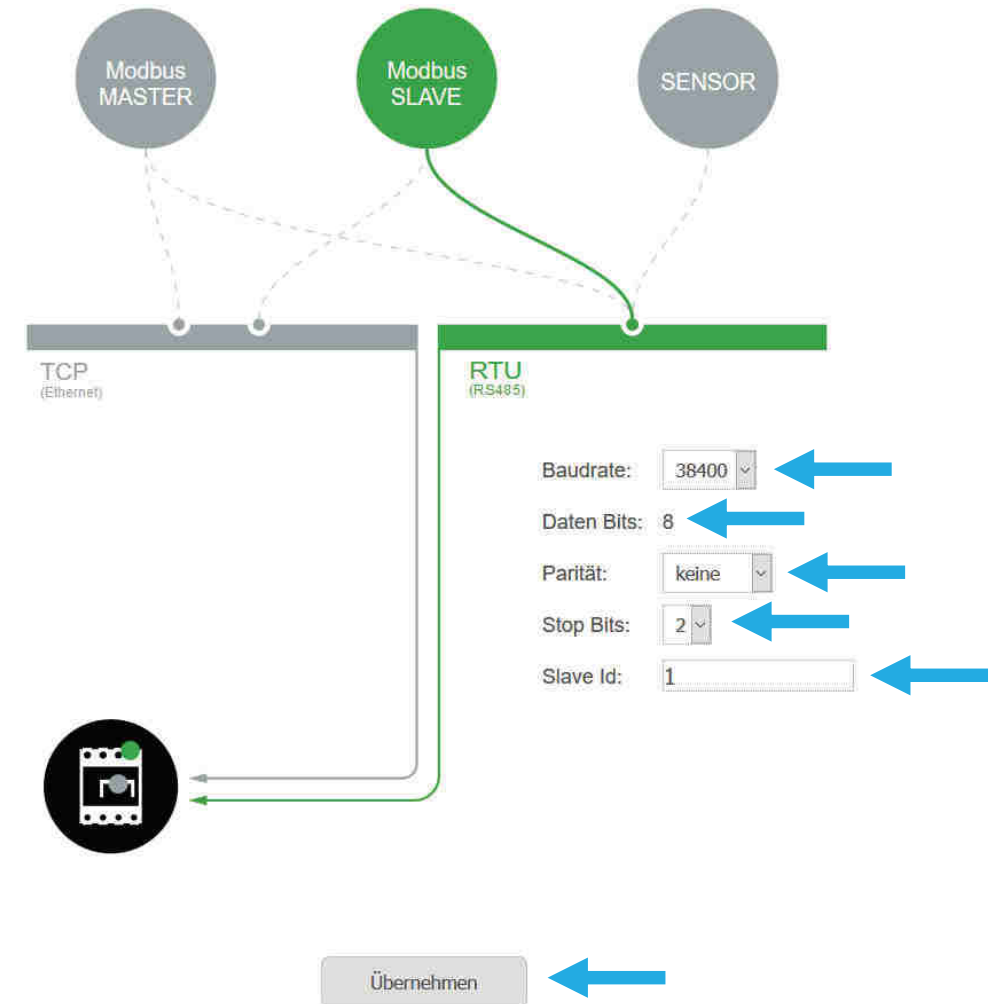 Modbus
MASTER
Modbus
SLAVE
SENSOR
TCP
(Ethernet)
RTU
(RS485)
Baudrate: 38400
Daten Bits: 8
Parität: keine
Stop Bits: 2
Slave Id: 1
Übernehmen